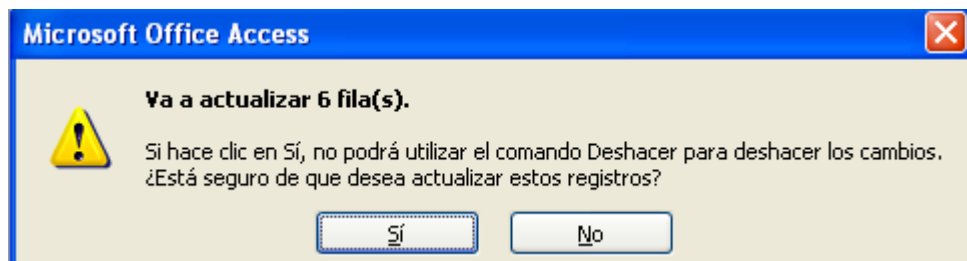 Microsoft Office Access
Va a actualizar 6 fila(s).
Si hace clic en Sí, no podrá utilizar el comando Deshacer para deshacer los cambios.
¿Está seguro de que desea actualizar estos registros?
Sí No